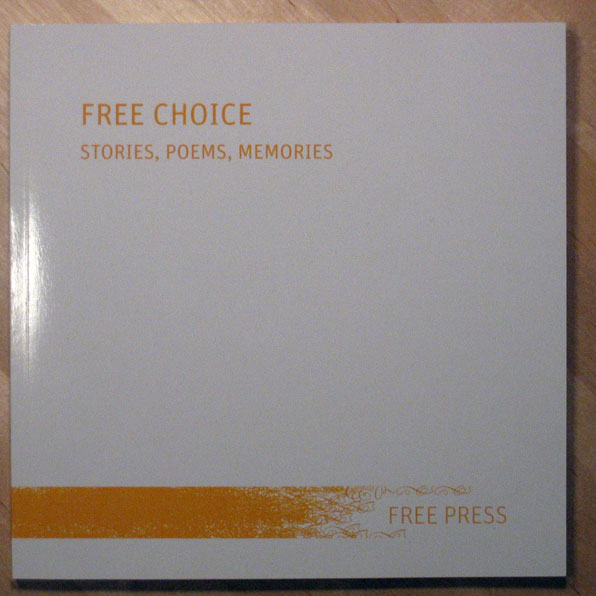 FREE CHOICE
STORIES, POEMS, MEMORIES
FREE PRESS